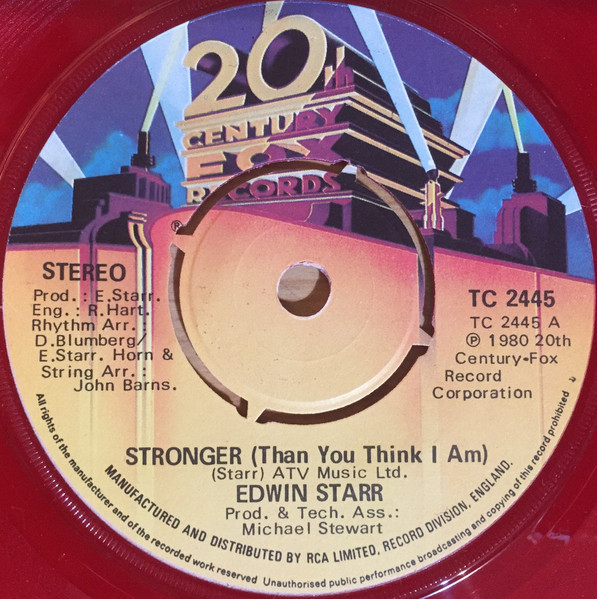 20th
CENTURY
FOX
RECORDS
®
STEREO
Prod.: E.Starr.
Eng.: R.Hart.
Rhythm Arr.:
D.Blumberg/
E.Starr. Horn &
String Arr.:
John Barns.
TC 2445
TC 2445 A
℗ 1980 20th
Century-Fox
Record
Corporation
STRONGER (Than You Think I Am)
(Starr) ATV Music Ltd.
EDWIN STARR
Prod. & Tech. Ass.:
Michael Stewart
MANUFACTURED AND DISTRIBUTED BY RCA LIMITED, RECORD DIVISION, ENGLAND.
All rights of the manufacturer and of the recorded work reserved Unauthorised public performance broadcasting and copying of this record prohibited